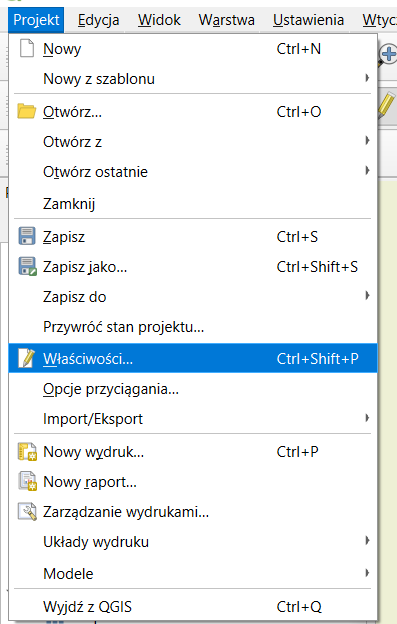 Projekt Edycja Widok Warstwa Ustawienia Wtyc
Nowy Ctrl+N
Nowy z szablonu
Otwórz... Ctrl+O
Otwórz z
Otwórz ostatnie
Zamknij
Zapisz Ctrl+S
Zapisz jako... Ctrl+Shift+S
Zapisz do
Przywróć stan projektu...
Właściwości... Ctrl+Shift+P
Opcje przyciągania...
Import/Eksport
Nowy wydruk... Ctrl+P
Nowy raport...
Zarządzanie wydrukami...
Układy wydruku
Modele
Wyjdź z QGIS Ctrl+Q